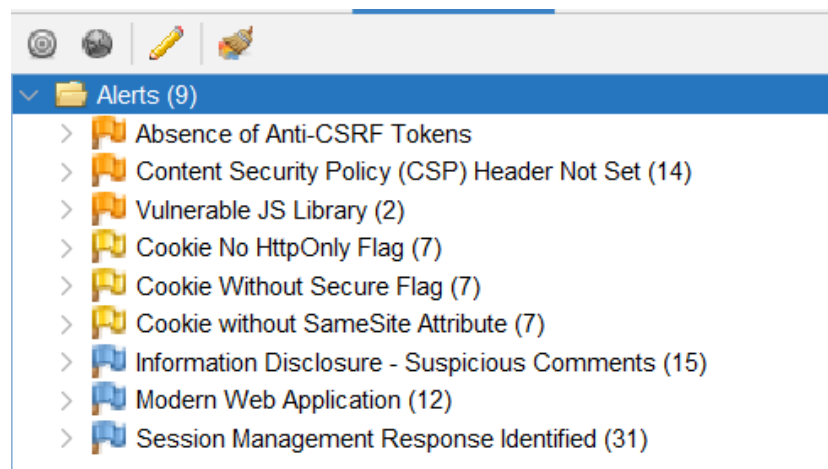 Alerts (9)
Absence of Anti-CSRF Tokens
Content Security Policy (CSP) Header Not Set (14)
Vulnerable JS Library (2)
Cookie No HttpOnly Flag (7)
Cookie Without Secure Flag (7)
Cookie without SameSite Attribute (7)
Information Disclosure - Suspicious Comments (15)
Modern Web Application (12)
Session Management Response Identified (31)